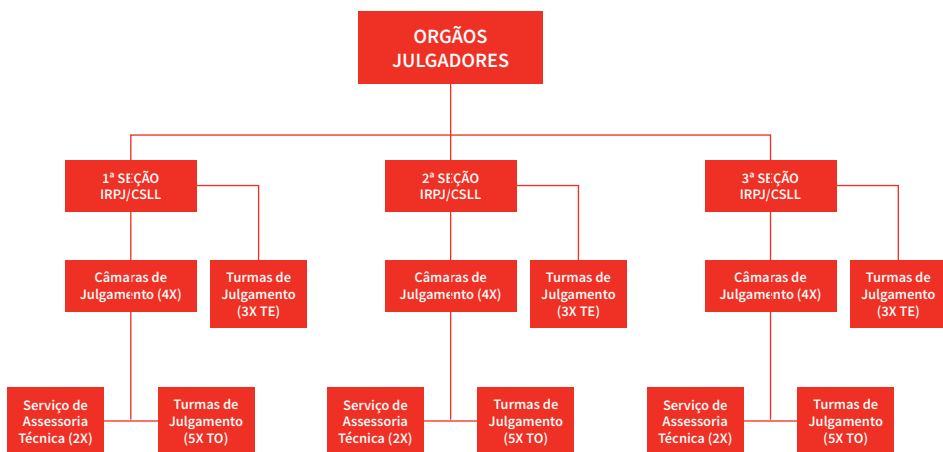 ORGÃOS
JULGADORES
1ª SEÇÃO
IRPJ/CSLL
2ª SEÇÃO
IRPJ/CSLL
3ª SEÇÃO
IRPJ/CSLL
Câmaras de
Julgamento (4X)
Turmas de
Julgamento
(3X TE)
Câmaras de
Julgamento (4X)
Turmas de
Julgamento
(3X TE)
Câmaras de
Julgamento (4X)
Turmas de
Julgamento
(3X TE)
Serviço de
Assessoria
Técnica (2X)
Turmas de
Julgamento
(5X TO)
Serviço de
Assessoria
Técnica (2X)
Turmas de
Julgamento
(5X TO)
Serviço de
Assessoria
Técnica (2X)
Turmas de
Julgamento
(5X TO)